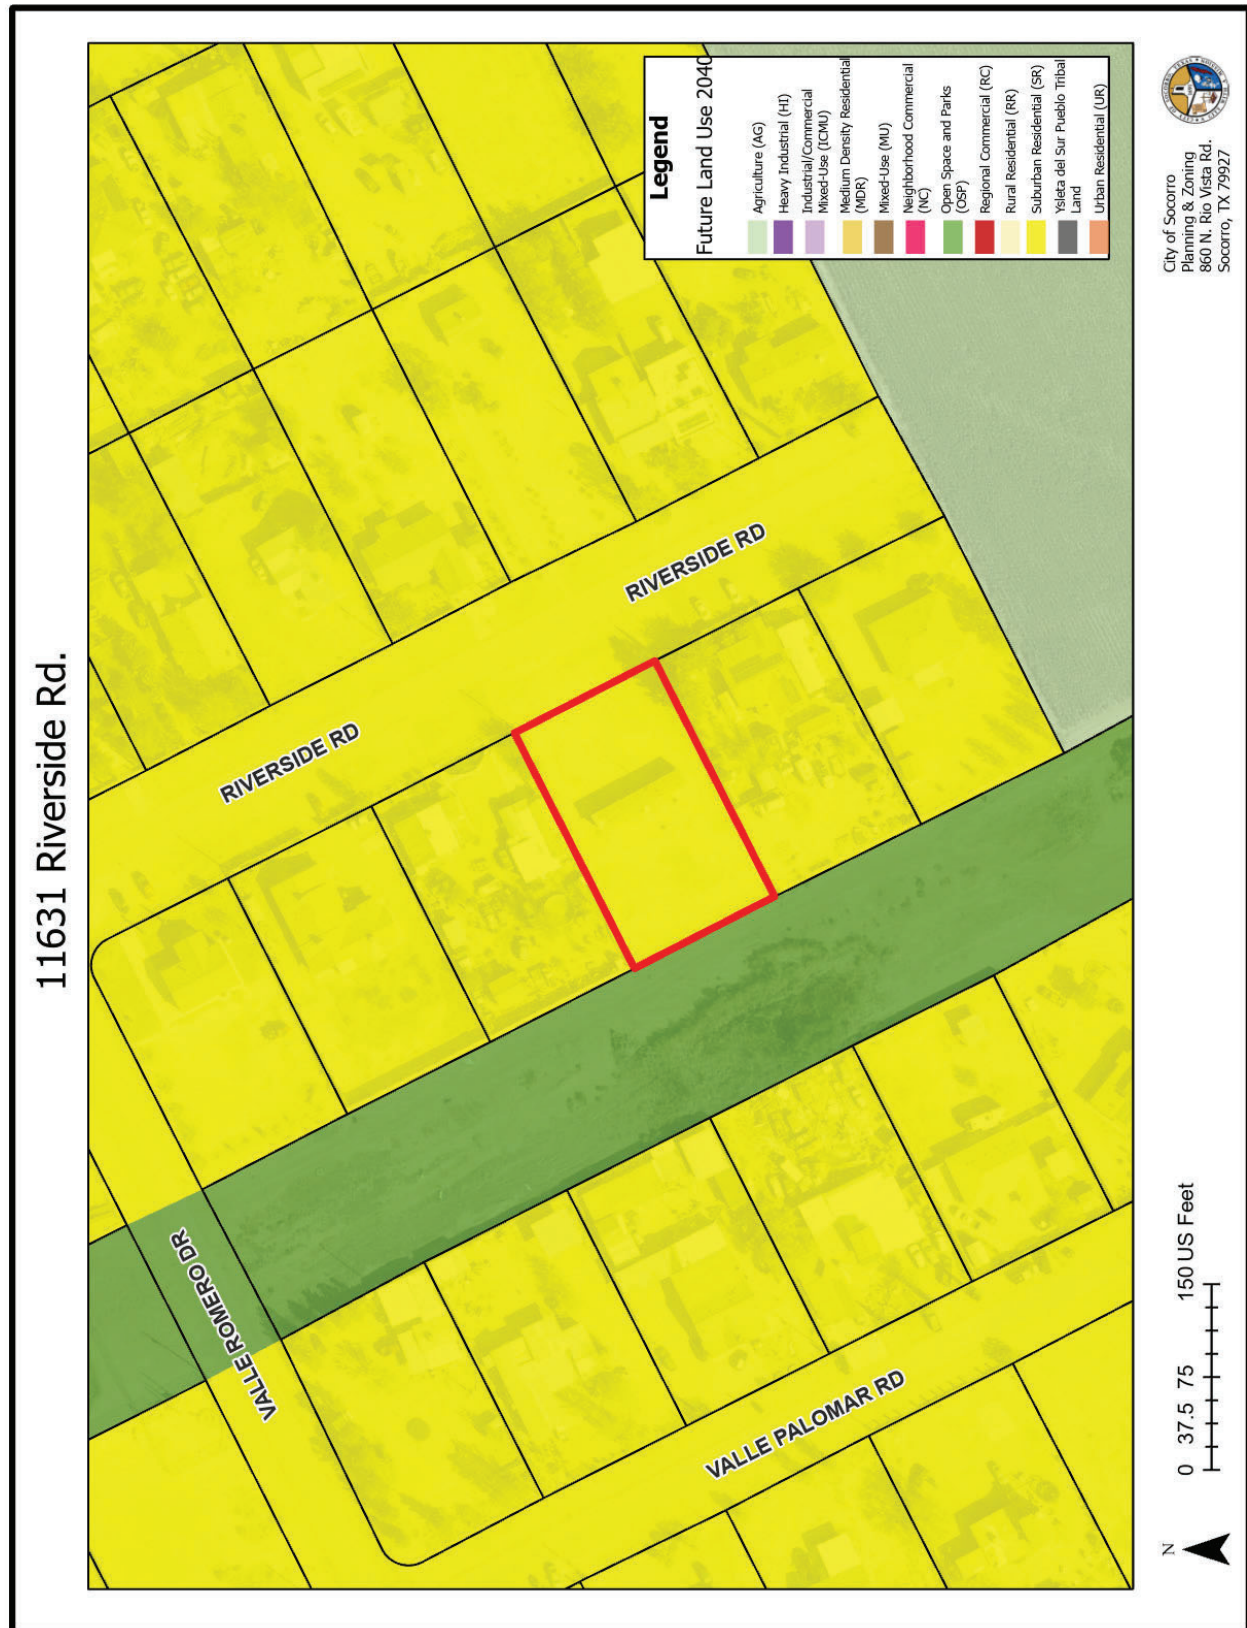 11631 Riverside Rd.
RIVERSIDE RD
RIVERSIDE RD
VALLE ROMERO DR
VALLE PALOMAR RD
Legend
Future Land Use 2040
Agriculture (AG)
Heavy Industrial (HI)
Industrial/Commercial
Mixed-Use (ICMU)
Medium Density Residential
(MDR)
Mixed-Use (MU)
Neighborhood Commercial
(NC)
Open Space and Parks
(OSP)
Regional Commercial (RC)
Rural Residential (RR)
Suburban Residential (SR)
Ysleta del Sur Pueblo Tribal
Land
Urban Residential (UR)
N
0 37.5 75 150 US Feet
City of Socorro
Planning & Zoning
860 N. Rio Vista Rd.
Socorro, TX 79927